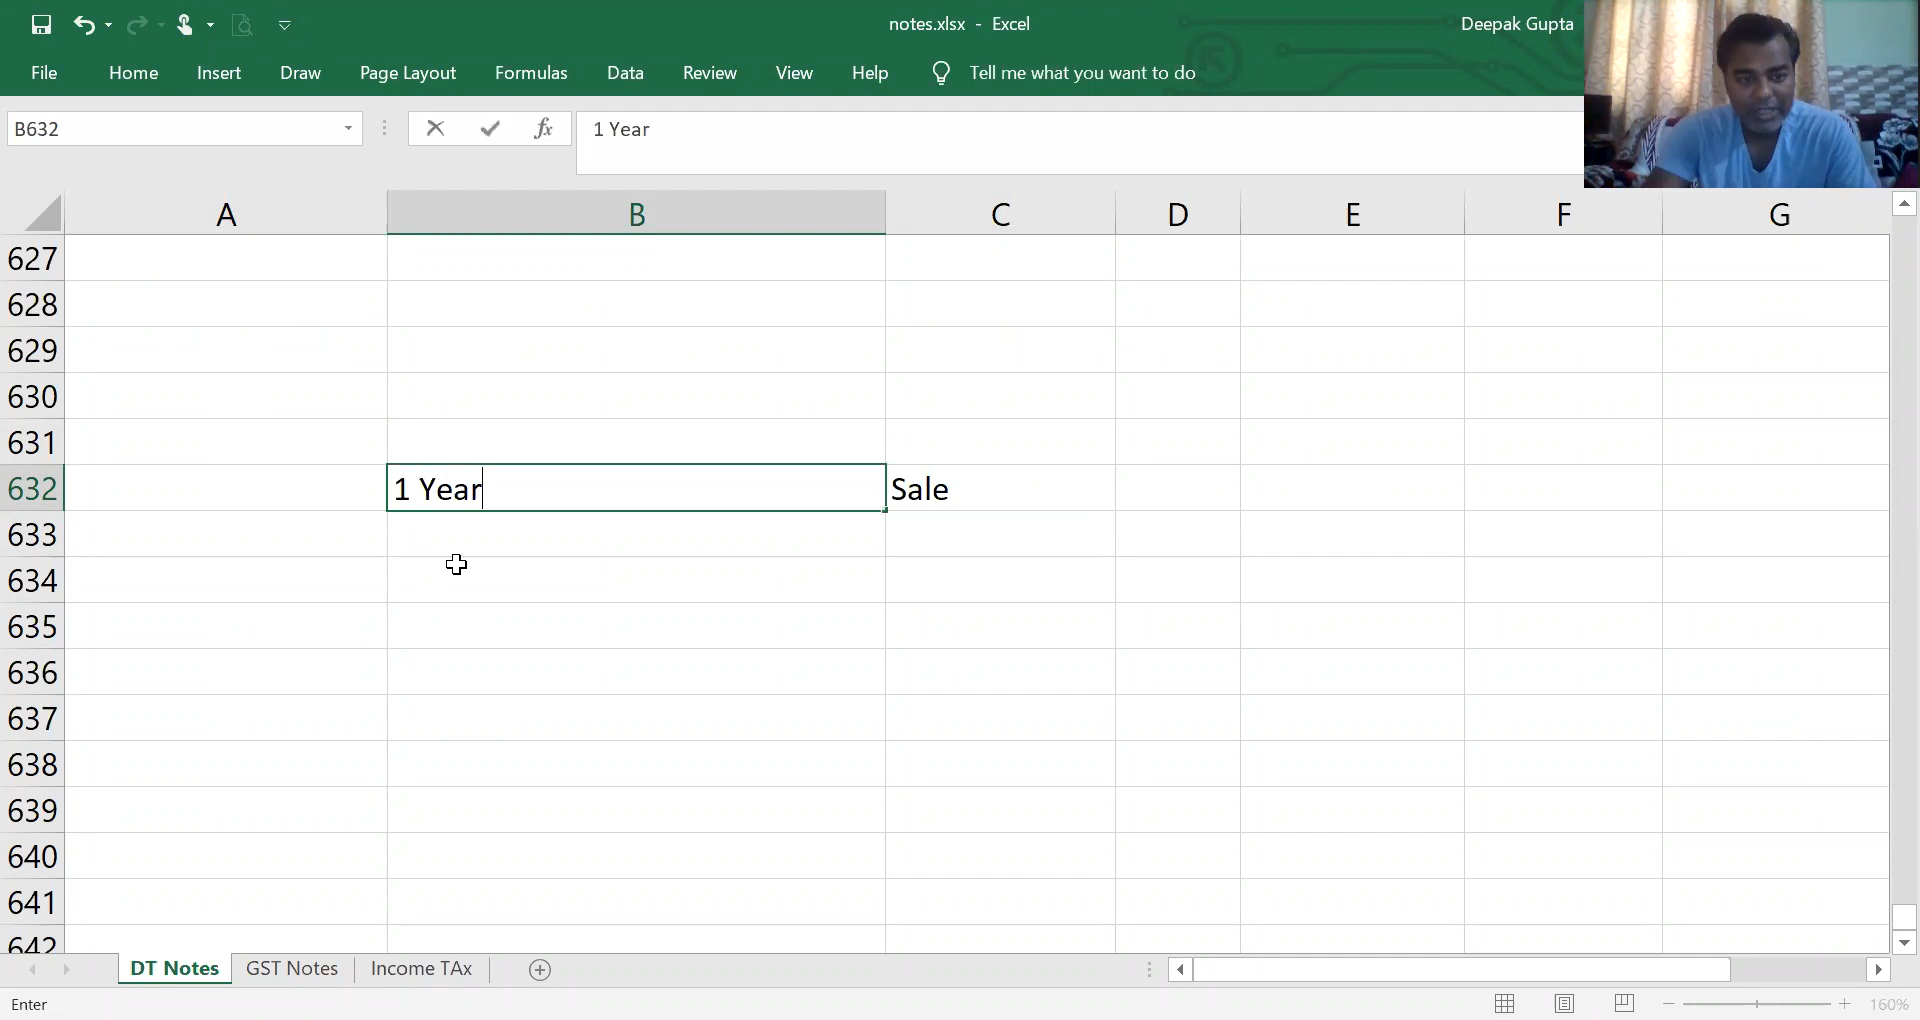 notes.xlsx - Excel
Deepak Gupta
File Home Insert Draw Page Layout Formulas Data Review View Help Tell me what you want to do
B632 fx 1 Year
A B C D E F G
627
628
629
630
631
632 1 Year Sale
633
634
635
636
637
638
639
640
641
642
DT Notes GST Notes Income TAx
Enter 160%